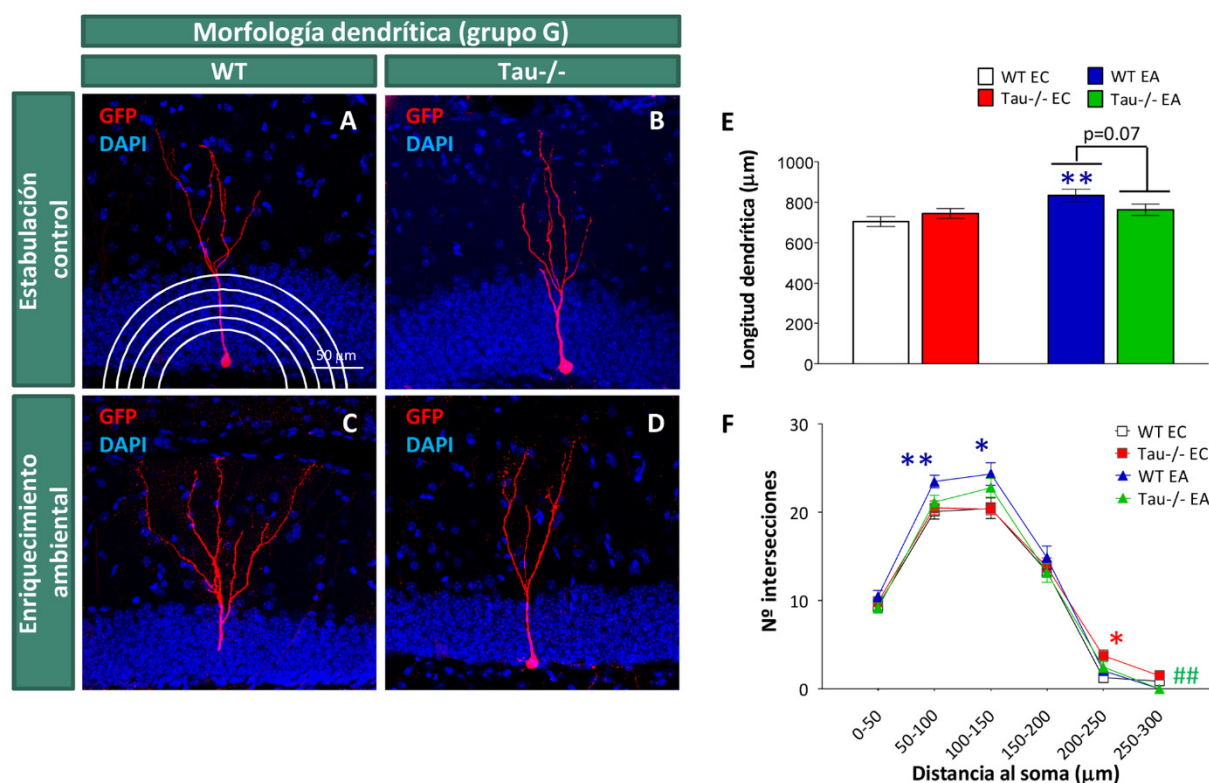 Morfología dendrítica (grupo G)
WT
Tau-/-
Estabulación
control
Enriquecimiento
ambiental
GFP
DAPI
A
50 µm
GFP
DAPI
B
GFP
DAPI
C
GFP
DAPI
D
WT EC
WT EA
Tau-/- EC
Tau-/- EA
E
p=0.07
**
Longitud dendrítica (µm)
1000
800
600
400
200
0
F
WT EC
Tau-/- EC
WT EA
Tau-/- EA
**
*
*
##
Nº intersecciones
30
20
10
0
0-50
50-100
100-150
150-200
200-250
250-300
Distancia al soma (µm)